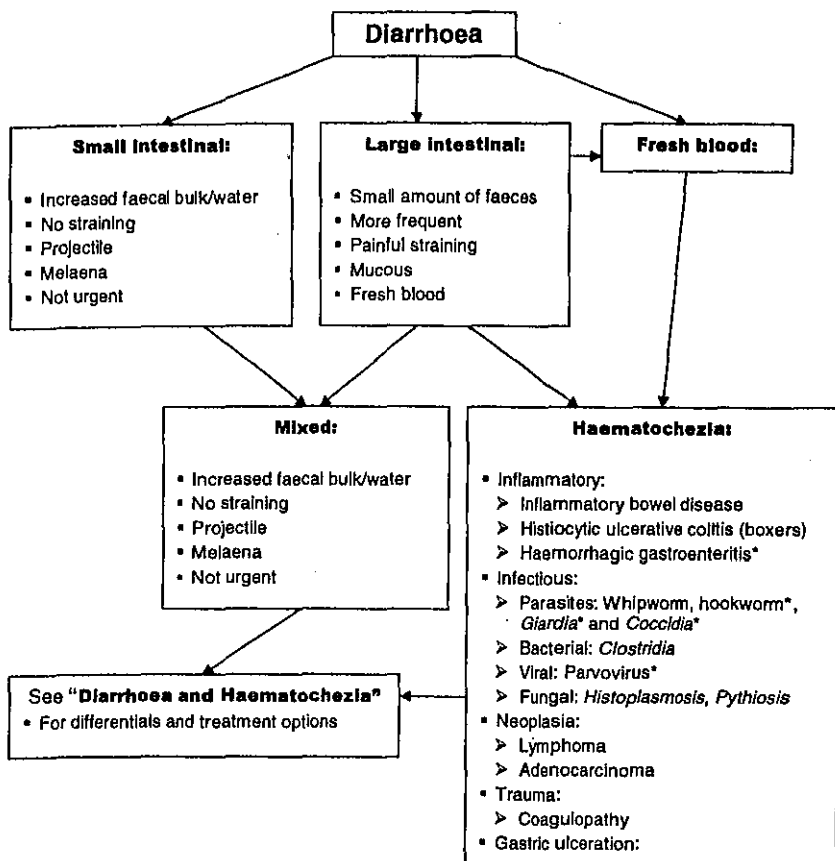 Diarrhoea
Small intestinal:
▪ Increased faecal bulk/water
▪ No straining
▪ Projectile
▪ Melaena
▪ Not urgent
Large intestinal:
▪ Small amount of faeces
▪ More frequent
▪ Painful straining
▪ Mucous
▪ Fresh blood
Fresh blood:
Mixed:
▪ Increased faecal bulk/water
▪ No straining
▪ Projectile
▪ Melaena
▪ Not urgent
Haematochezia:
▪ Inflammatory:
➢ Inflammatory bowel disease
➢ Histiocytic ulcerative colitis (boxers)
➢ Haemorrhagic gastroenteritis*
▪ Infectious:
➢ Parasites: Whipworm, hookworm*,
Giardia* and Coccidia*
➢ Bacterial: Clostridia
➢ Viral: Parvovirus*
➢ Fungal: Histoplasmosis, Pythiosis
▪ Neoplasia:
➢ Lymphoma
➢ Adenocarcinoma
▪ Trauma:
➢ Coagulopathy
▪ Gastric ulceration:
See "Diarrhoea and Haematochezia"
▪ For differentials and treatment options